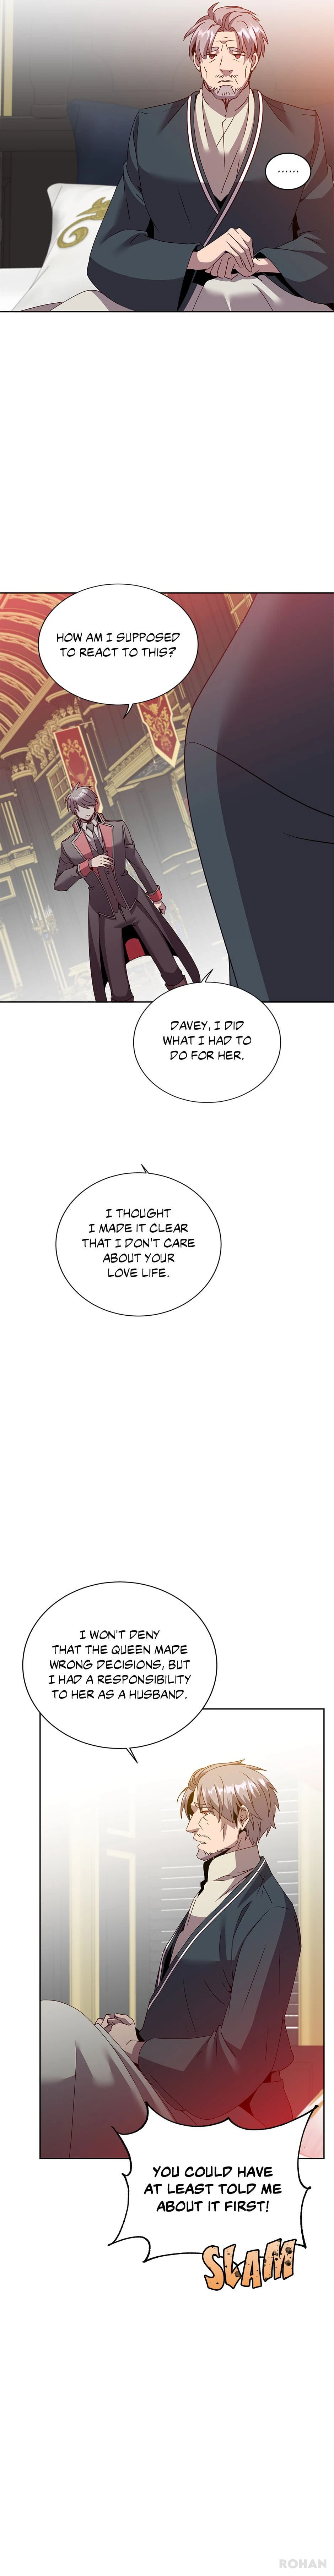 ......
HOW AM I SUPPOSED
TO REACT TO THIS?
DAVEY, I DID
WHAT I HAD TO
DO FOR HER.
I THOUGHT
I MADE IT CLEAR
THAT I DON'T CARE
ABOUT YOUR
LOVE LIFE.
I WON'T DENY
THAT THE QUEEN MADE
WRONG DECISIONS, BUT
I HAD A RESPONSIBILITY
TO HER AS A HUSBAND.
YOU COULD HAVE
AT LEAST TOLD ME
ABOUT IT FIRST!
SLAM
ROHAN